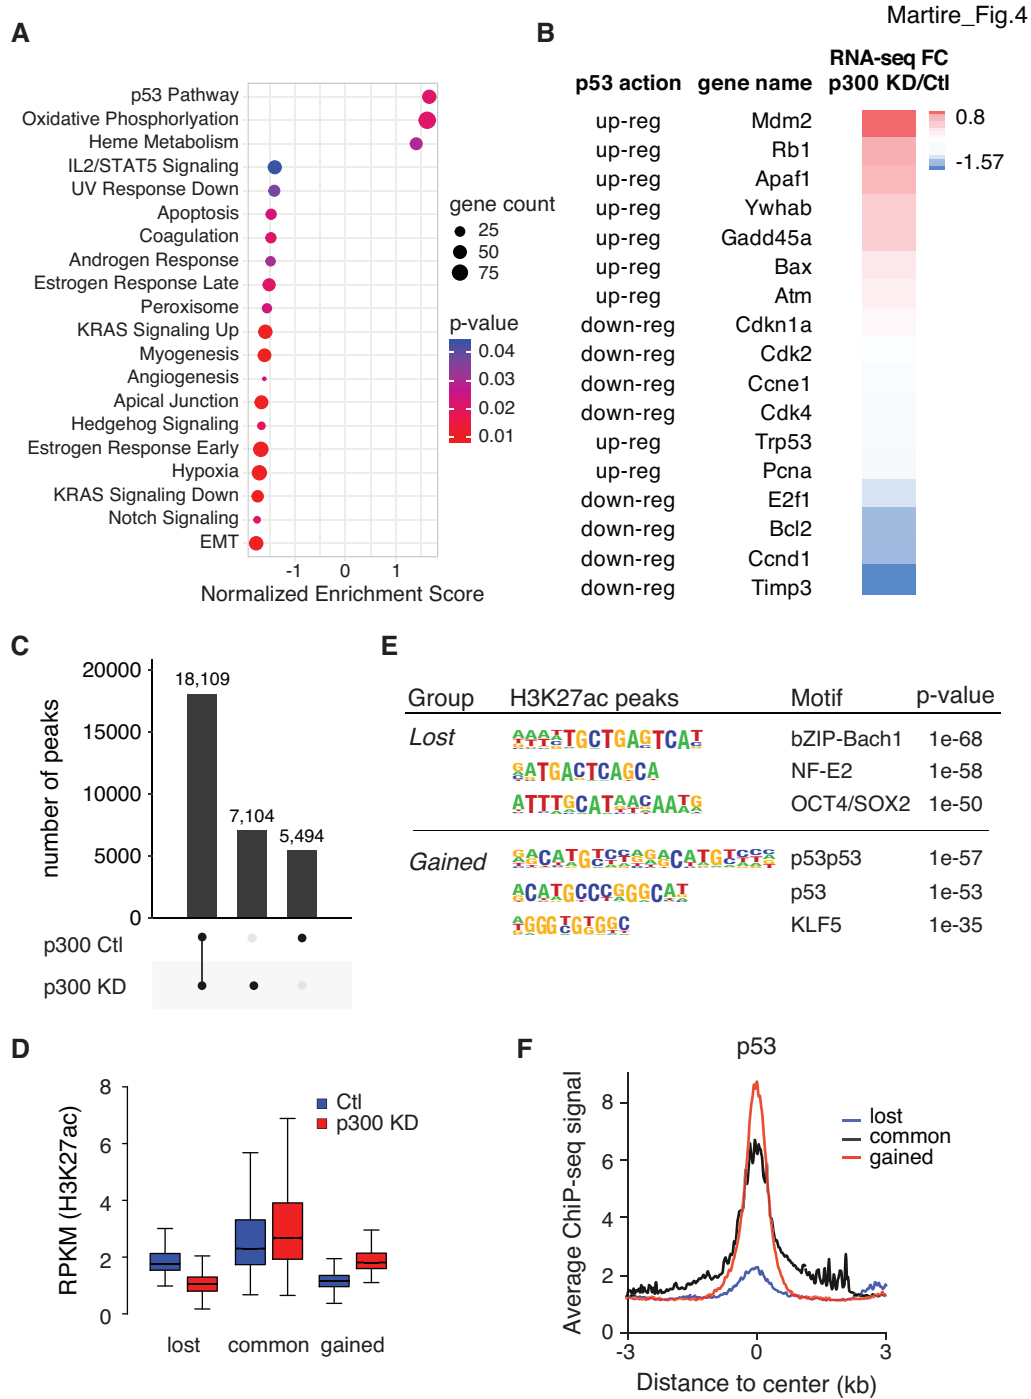 Martire_Fig.4
A
p53 Pathway
Oxidative Phosphorlyation
Heme Metabolism
IL2/STAT5 Signaling
UV Response Down
Apoptosis
Coagulation
Androgen Response
Estrogen Response Late
Peroxisome
KRAS Signaling Up
Myogenesis
Angiogenesis
Apical Junction
Hedgehog Signaling
Estrogen Response Early
Hypoxia
KRAS Signaling Down
Notch Signaling
EMT
-1 0 1
Normalized Enrichment Score
gene count
25
50
75
p-value
0.04
0.03
0.02
0.01
B
RNA-seq FC
p53 action gene name p300 KD/Ctl
up-reg Mdm2
up-reg Rb1
up-reg Apaf1
up-reg Ywhab
up-reg Gadd45a
up-reg Bax
up-reg Atm
down-reg Cdkn1a
down-reg Cdk2
down-reg Ccne1
down-reg Cdk4
up-reg Trp53
up-reg Pcna
down-reg E2f1
down-reg Bcl2
down-reg Ccnd1
down-reg Timp3
0.8
-1.57
C
number of peaks
20000
15000
10000
5000
0
18,109
7,104
5,494
p300 Ctl
p300 KD
E
Group H3K27ac peaks Motif p-value
Lost TGCTGAGTCAT bZIP-Bach1 1e-68
GATGACTCAGCA NF-E2 1e-58
ATTTGCATAACAATG OCT4/SOX2 1e-50
Gained p53p53 1e-57
ACATGCCCGGGCAT p53 1e-53
GGGTGTGGC KLF5 1e-35
D
RPKM (H3K27ac)
8
6
4
2
0
Ctl
p300 KD
lost common gained
F
p53
Average ChiP-seq signal
8
6
4
2
0
lost
common
gained
-3 0 3
Distance to center (kb)